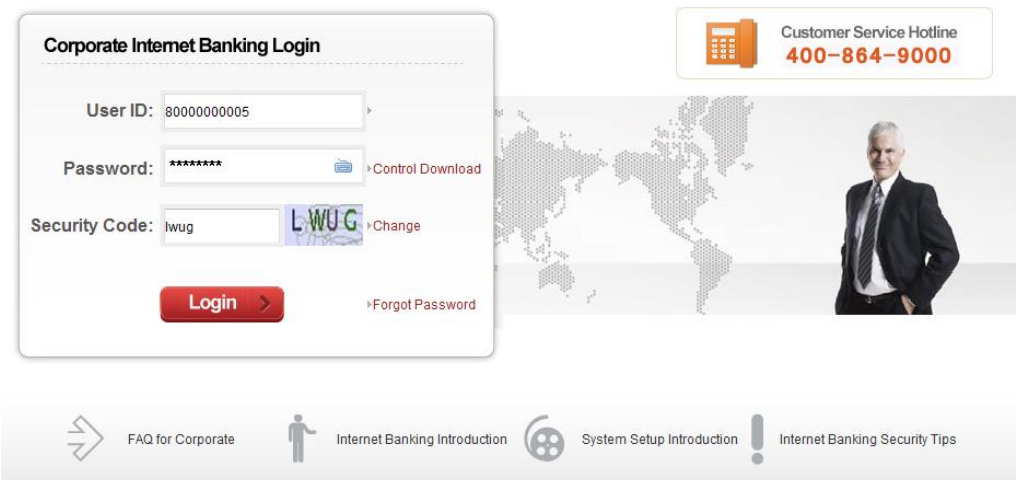 Corporate Internet Banking Login
Customer Service Hotline
400-864-9000
User ID: 80000000005
Password: ******** Control Download
Security Code: lwug L WU G Change
Login Forgot Password
FAQ for Corporate Internet Banking Introduction System Setup Introduction Internet Banking Security Tips